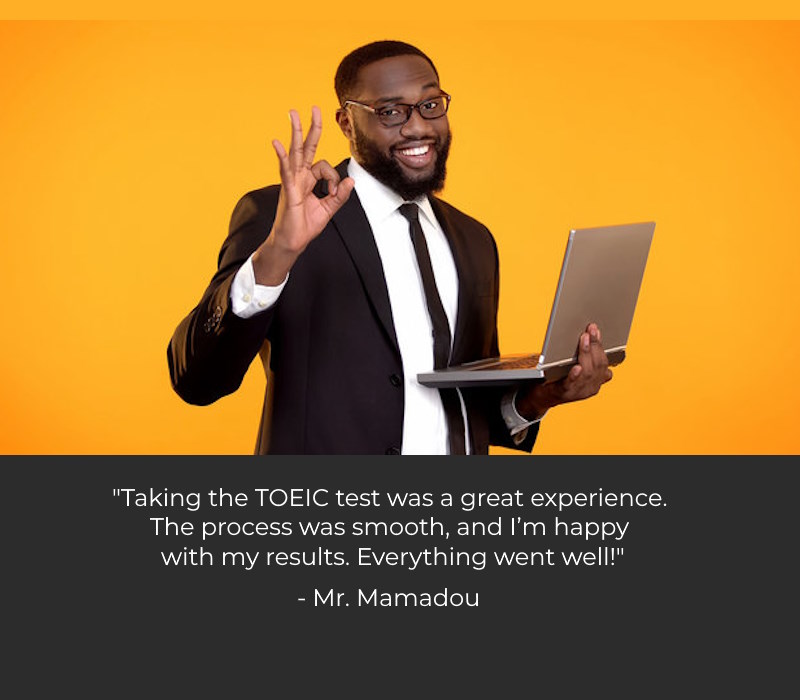 "Taking the TOEIC test was a great experience.
The process was smooth, and I’m happy
with my results. Everything went well!"
- Mr. Mamadou